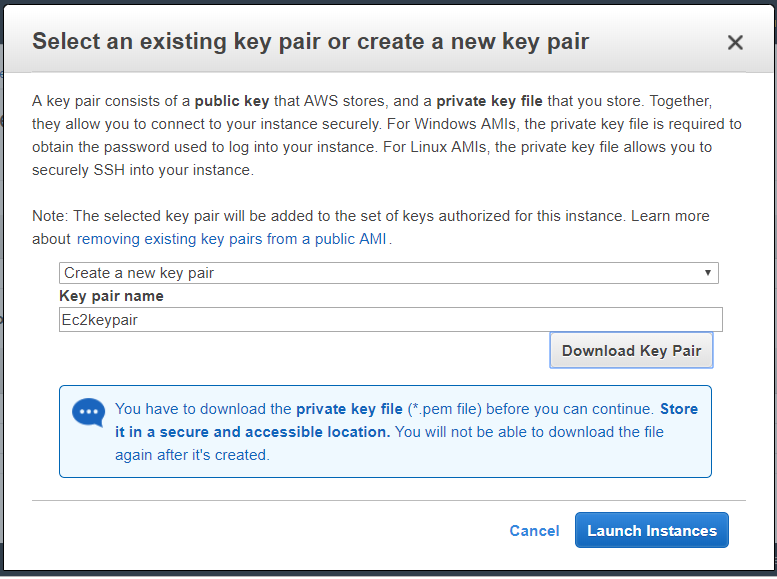 Select an existing key pair or create a new key pair
A key pair consists of a public key that AWS stores, and a private key file that you store. Together,
they allow you to connect to your instance securely. For Windows AMIs, the private key file is required to
obtain the password used to log into your instance. For Linux AMIs, the private key file allows you to
securely SSH into your instance.
Note: The selected key pair will be added to the set of keys authorized for this instance. Learn more
about removing existing key pairs from a public AMI.
Create a new key pair
Key pair name
Ec2keypair
Download Key Pair
You have to download the private key file (*.pem file) before you can continue. Store
it in a secure and accessible location. You will not be able to download the file
again after it's created.
Cancel
Launch Instances